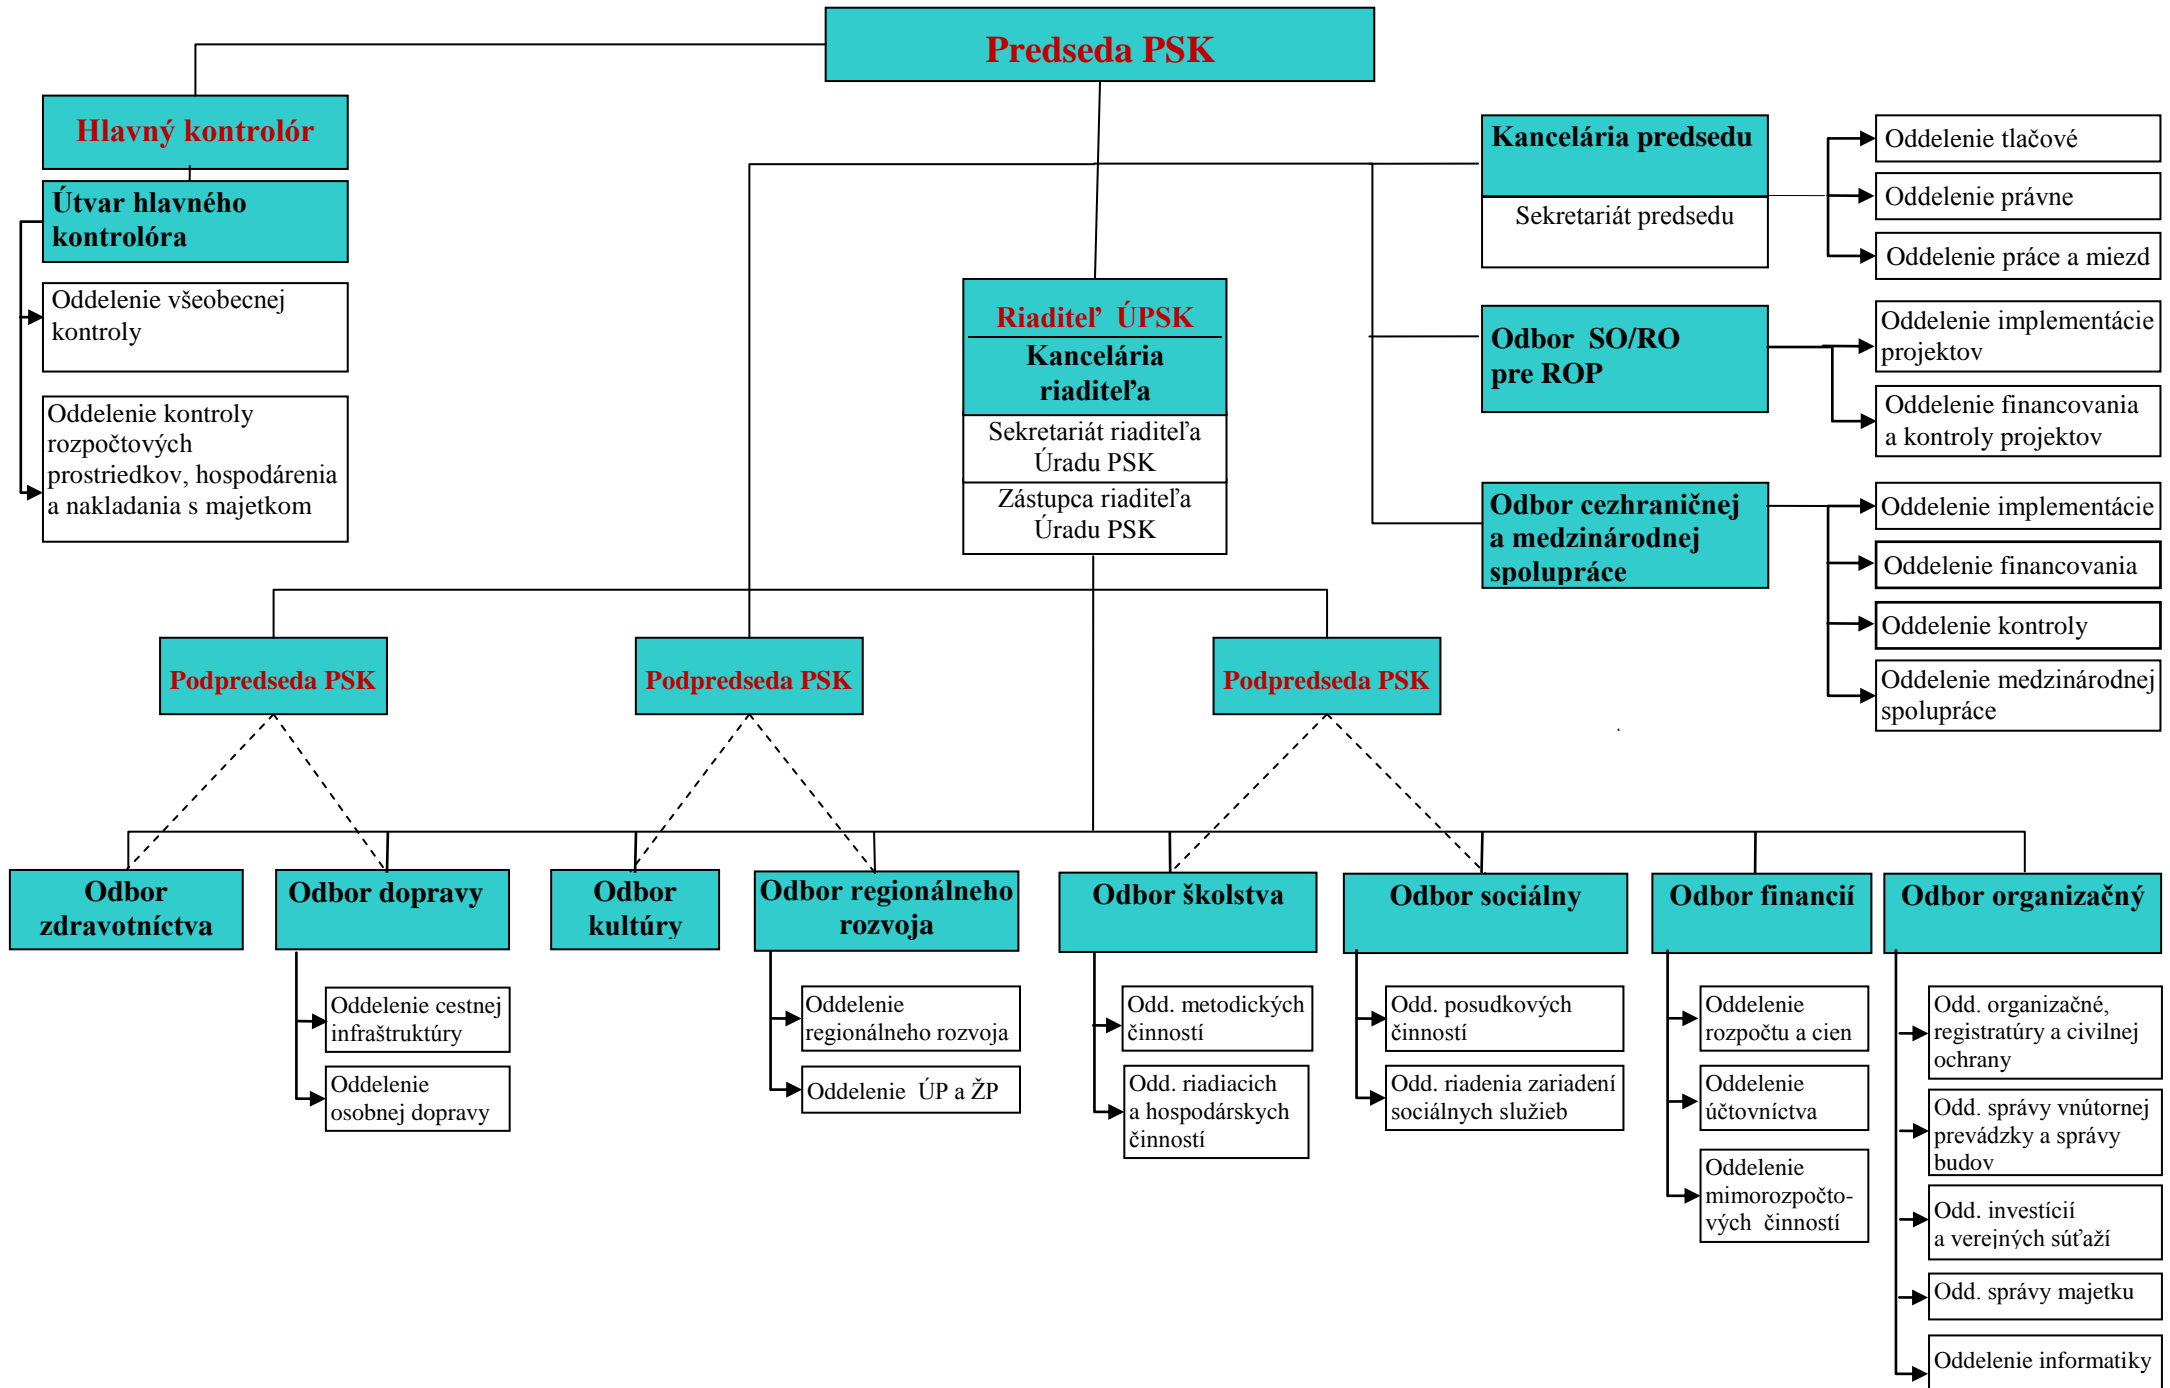 Predseda PSK
Hlavný kontrolór
Útvar hlavného
kontrolóra
Oddelenie všeobecnej
kontroly
Oddelenie kontroly
rozpočtových
prostriedkov, hospodárenia
a nakladania s majetkom
Riaditeľ ÚPSK
Kancelária
riaditeľa
Sekretariát riaditeľa
Úradu PSK
Zástupca riaditeľa
Úradu PSK
Kancelária predsedu
Sekretariát predsedu
Oddelenie tlačové
Oddelenie právne
Oddelenie práce a miezd
Odbor SO/RO
pre ROP
Oddelenie implementácie
projektov
Oddelenie financovania
a kontroly projektov
Odbor cezhraničnej
a medzinárodnej
spolupráce
Oddelenie implementácie
Oddelenie financovania
Oddelenie kontroly
Oddelenie medzinárodnej
spolupráce
Podpredseda PSK
Podpredseda PSK
Podpredseda PSK
Odbor
zdravotníctva
Odbor dopravy
Oddelenie cestnej
infraštruktúry
Oddelenie
osobnej dopravy
Odbor
kultúry
Odbor regionálneho
rozvoja
Oddelenie
regionálneho rozvoja
Oddelenie ÚP a ŽP
Odbor školstva
Odd. metodických
činností
Odd. riadiacich
a hospodárskych
činností
Odbor sociálny
Odd. posudkových
činností
Odd. riadenia zariadení
sociálnych služieb
Odbor financií
Oddelenie
rozpočtu a cien
Oddelenie
účtovníctva
Oddelenie
mimorozpočto-
vých činností
Odbor organizačný
Odd. organizačné,
registratúry a civilnej
ochrany
Odd. správy vnútornej
prevádzky a správy
budov
Odd. investícií
a verejných súťaží
Odd. správy majetku
Oddelenie informatiky